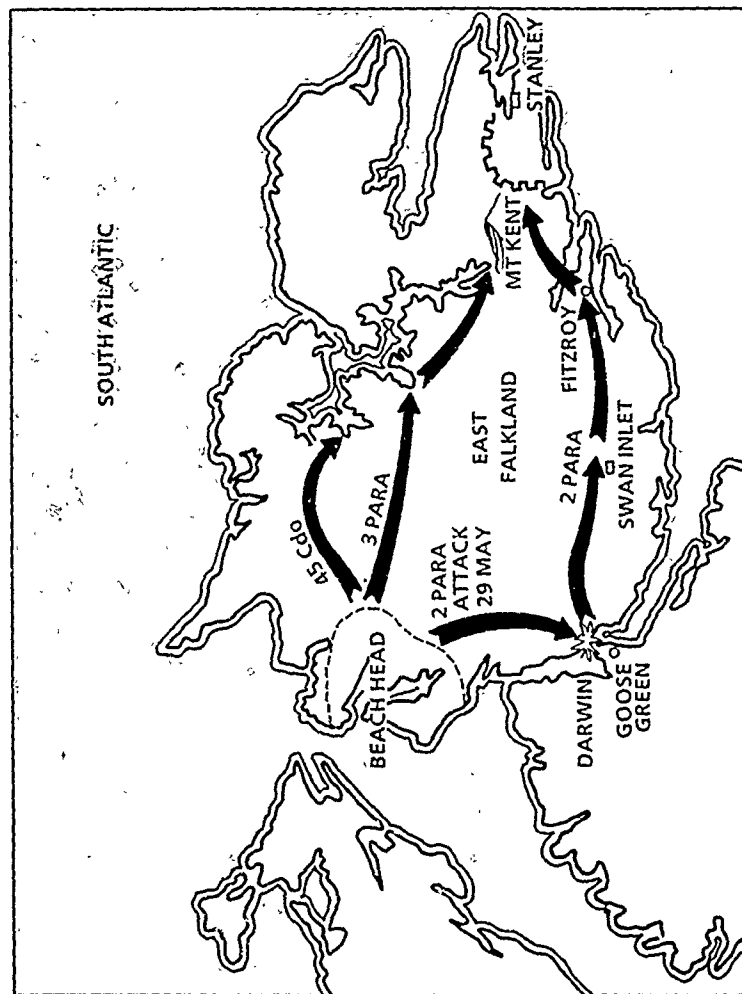 SOUTH ATLANTIC
45 Cdo
3 PARA
BEACH HEAD
2 PARA
ATTACK
29 MAY
EAST
FALKLAND
MT KENT
STANLEY
2 PARA
FITZROY
SWAN INLET
DARWIN
GOOSE
GREEN